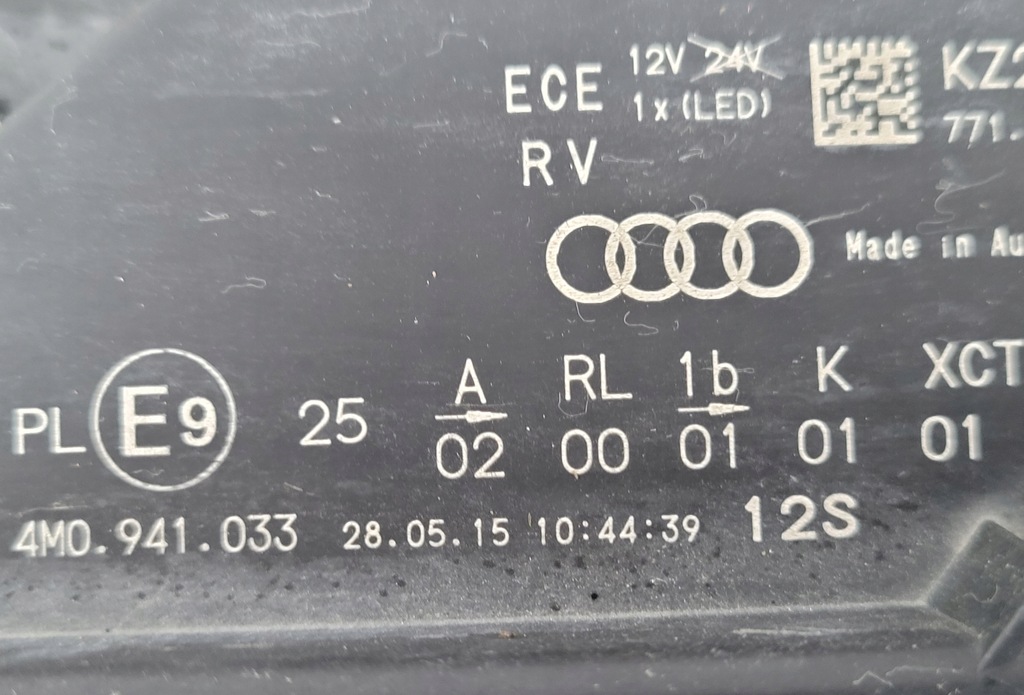 ECE 12V 24V
1x(LED)
RV
KZ2
771.
Made in Au
A RL 1b K XCT
PL E9 25 02 00 01 01 01
4M0.941.033 28.05.15 10:44:39 12S